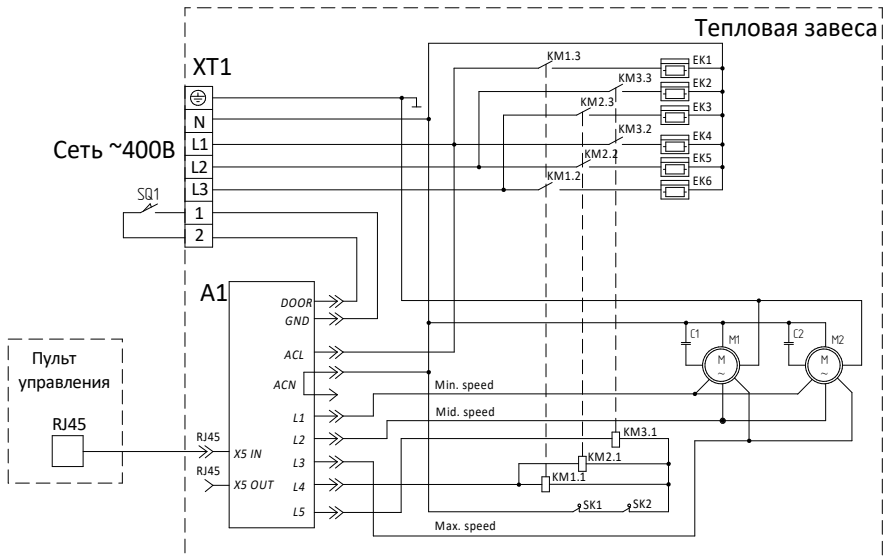 Тепловая завеса
XT1
KM1.3
EK1
KM3.3
EK2
KM2.3
EK3
N
Сеть ~400В
L1
KM3.2
EK4
L2
KM2.2
EK5
L3
KM1.2
EK6
SQ1
1
2
A1
DOOR
GND
C1
M1
C2
M2
M
~
M
~
ACL
ACN
Min. speed
L1
Mid. speed
L2
Пульт
управления
RJ45
RJ45
X5 IN
L3
KM3.1
KM2.1
RJ45
X5 OUT
L4
KM1.1
L5
SK1
SK2
Max. speed